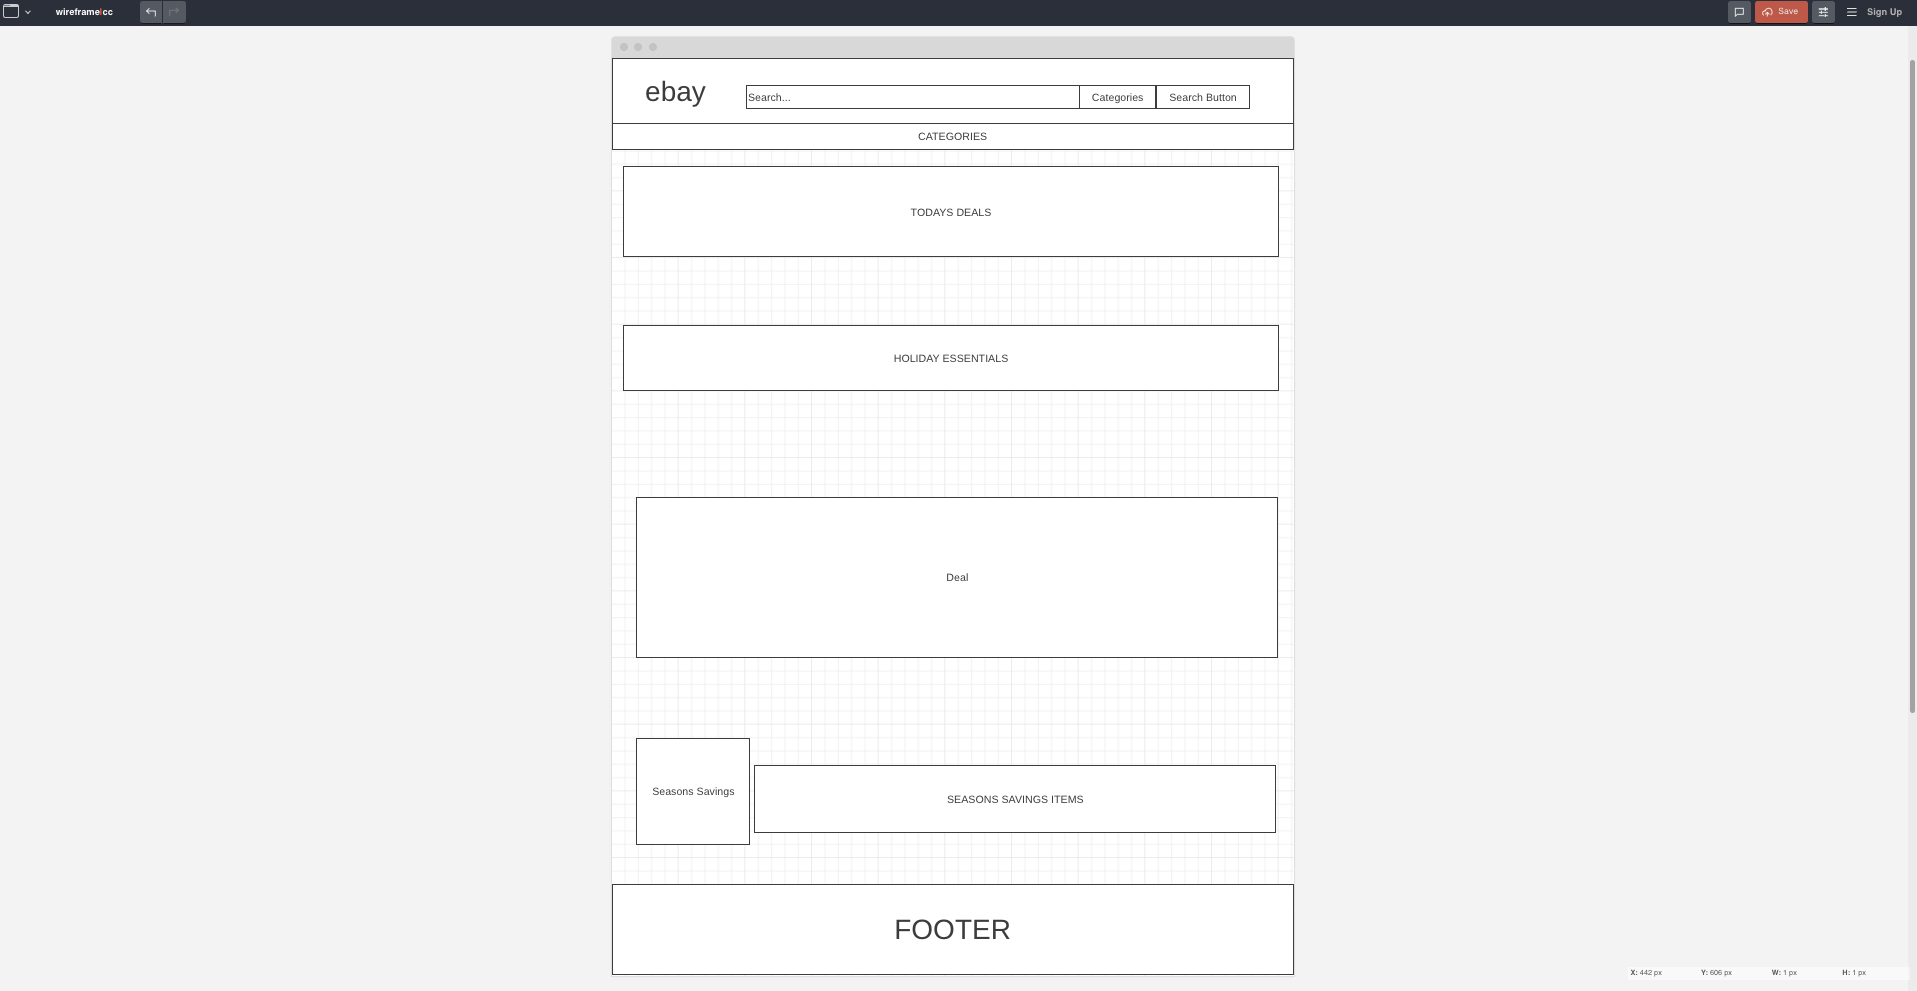 wireframe|cc
Save
Sign Up
ebay
Search...
Categories
Search Button
CATEGORIES
TODAYS DEALS
HOLIDAY ESSENTIALS
Deal
Seasons Savings
SEASONS SAVINGS ITEMS
FOOTER
X: 442 px Y: 606 px W: 1 px H: 1 px